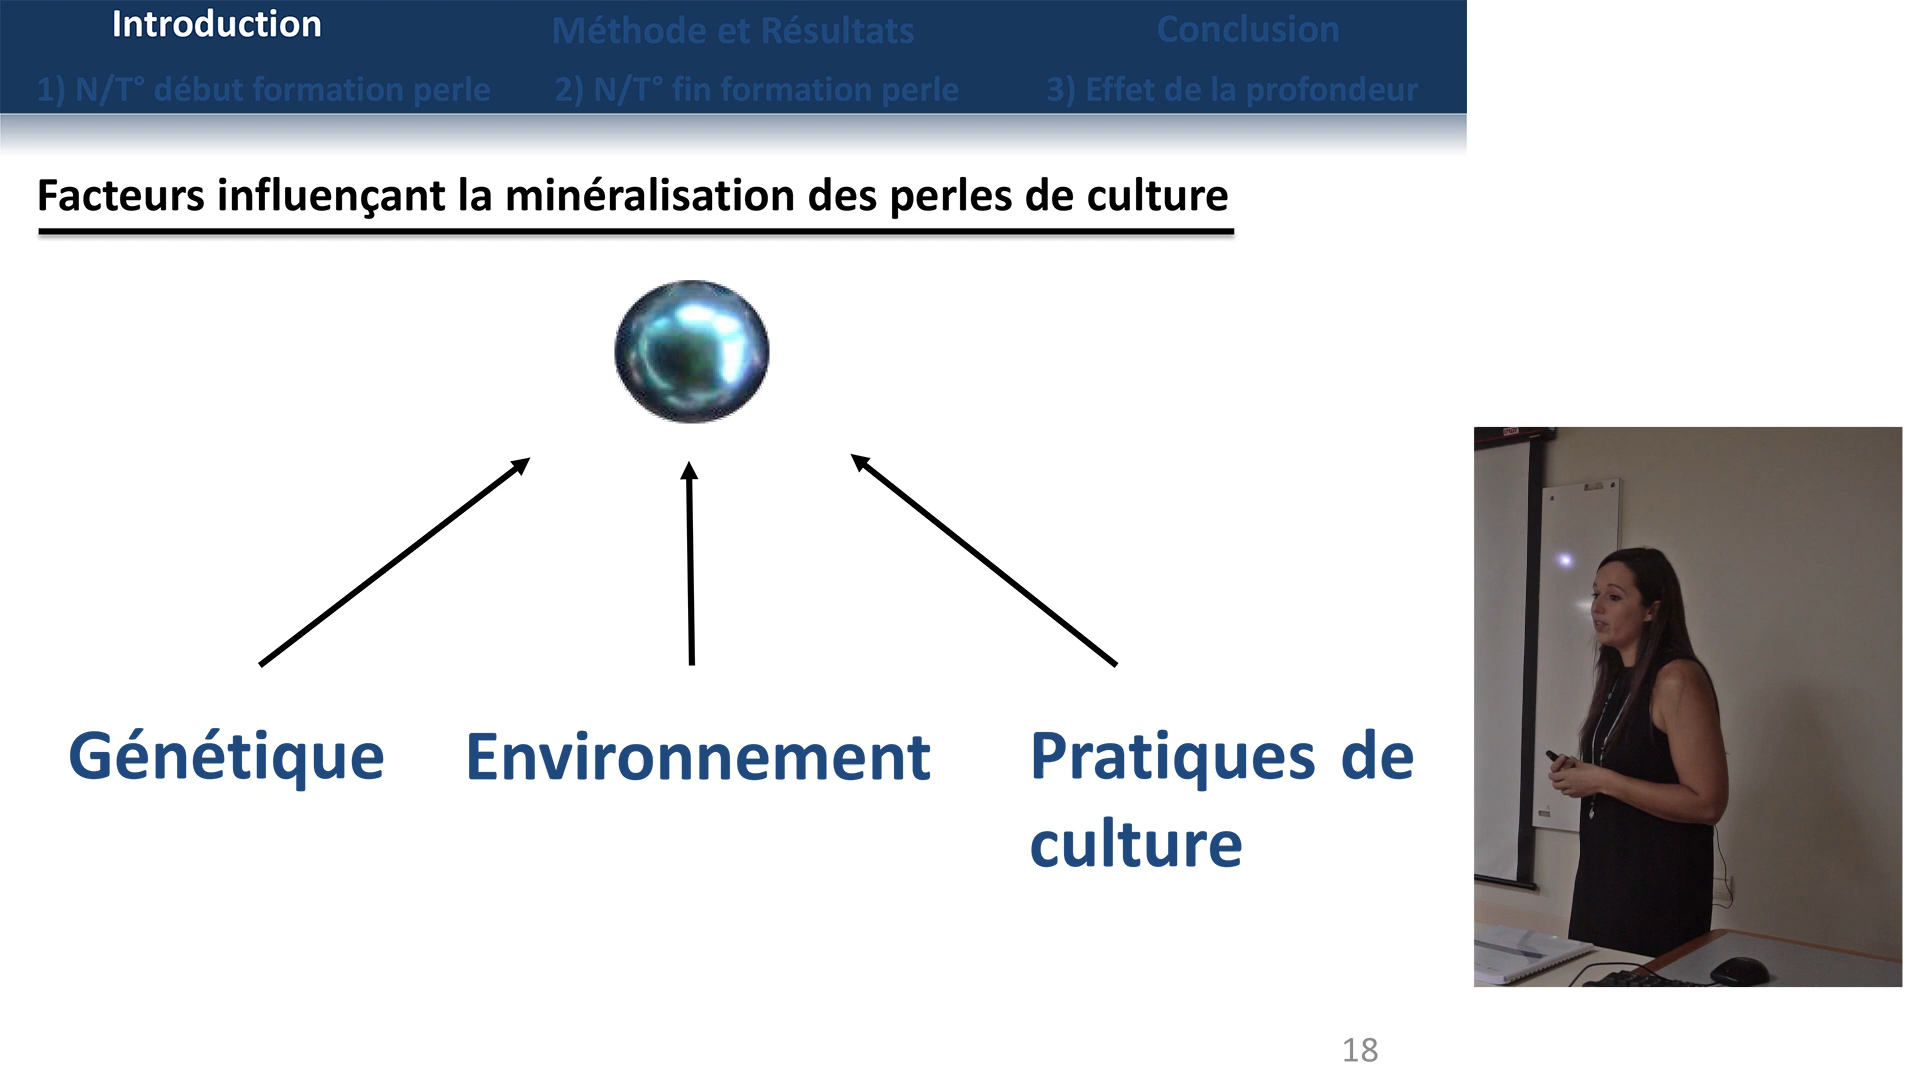 Introduction
Méthode et Résultats
Conclusion
1) N/T° début formation perle
2) N/T° fin formation perle
3) Effet de la profondeur
Facteurs influençant la minéralisation des perles de culture
Génétique
Environnement
Pratiques de
culture
18